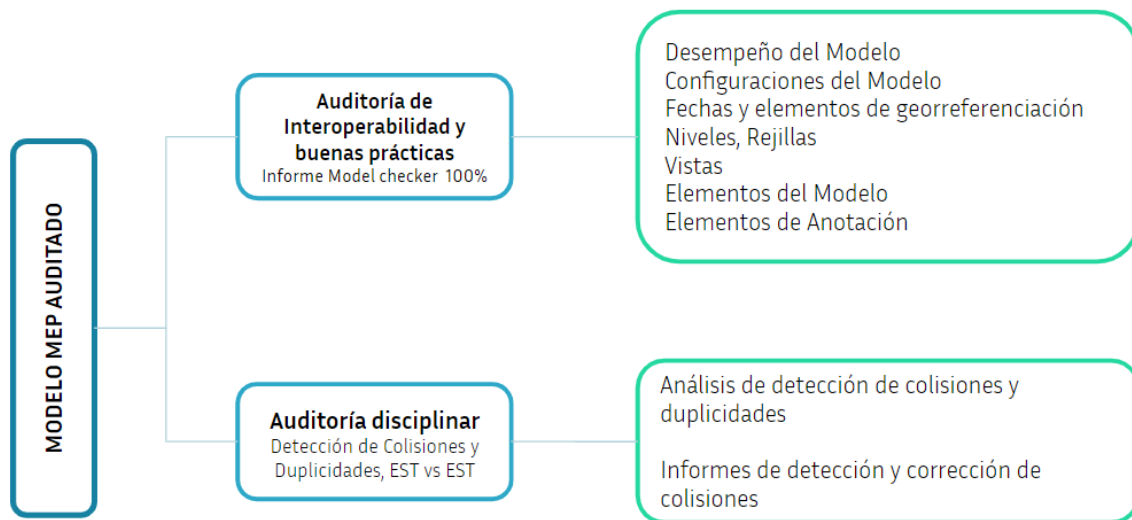 MODELO MEP AUDITADO
Auditoría de
Interoperabilidad y
buenas prácticas
Informe Model checker 100%
Desempeño del Modelo
Configuraciones del Modelo
Fechas y elementos de georreferenciación
Niveles, Rejillas
Vistas
Elementos del Modelo
Elementos de Anotación
Auditoría disciplinar
Detección de Colisiones y
Duplicidades, EST vs EST
Análisis de detección de colisiones y
duplicidades
Informes de detección y corrección de
colisiones